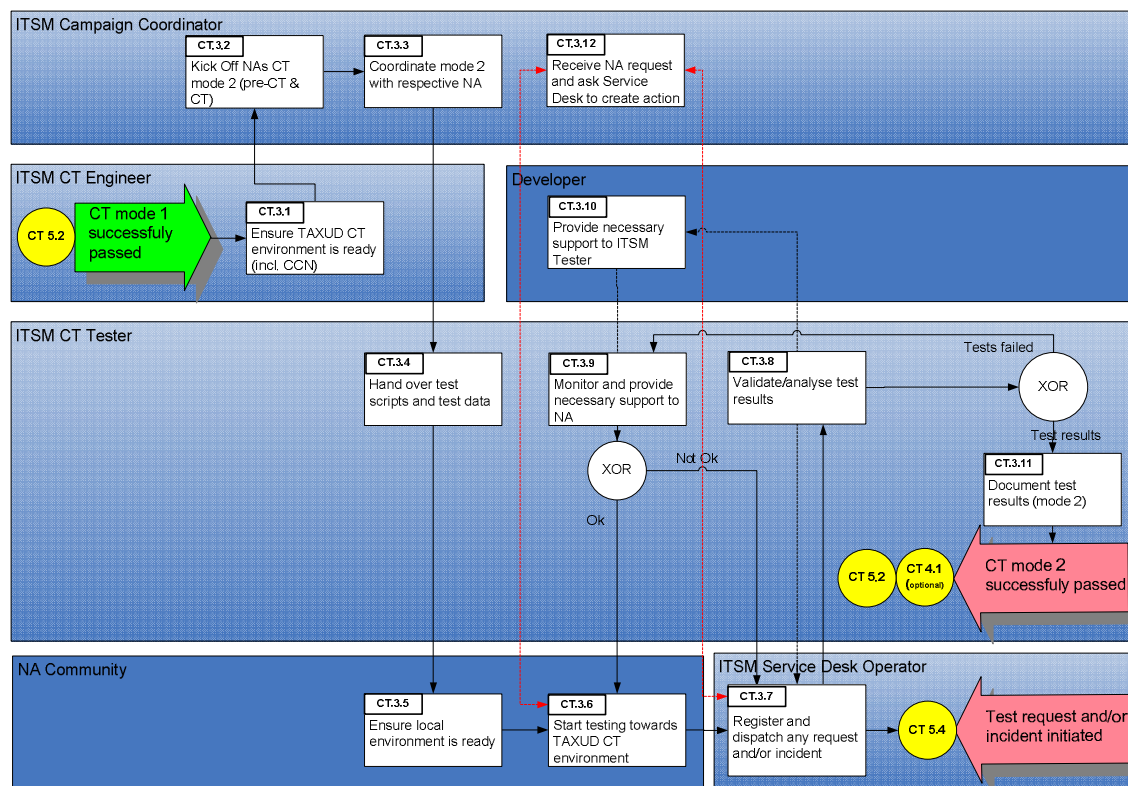 ITSM Campaign Coordinator
CT.3.2
Kick Off NAs CT
mode 2 (pre-CT &
CT)
CT.3.3
Coordinate mode 2
with respective NA
CT.3.12
Receive NA request
and ask Service
Desk to create action
ITSM CT Engineer
CT 5.2
CT mode 1
successfuly
passed
CT.3.1
Ensure TAXUD CT
environment is ready
(incl. CCN)
Developer
CT.3.10
Provide necessary
support to ITSM
Tester
ITSM CT Tester
CT.3.4
Hand over test
scripts and test data
CT.3.9
Monitor and provide
necessary support to
NA
CT.3.8
Validate/analyse test
results
Tests failed
XOR
Test results
XOR
Not Ok
Ok
CT.3.11
Document test
results (mode 2)
CT 5.2
CT 4.1
(optional)
CT mode 2
successfuly passed
NA Community
CT.3.5
Ensure local
environment is ready
CT.3.6
Start testing towards
TAXUD CT
environment
ITSM Service Desk Operator
CT.3.7
Register and
dispatch any request
and/or incident
CT 5.4
Test request and/or
incident initiated